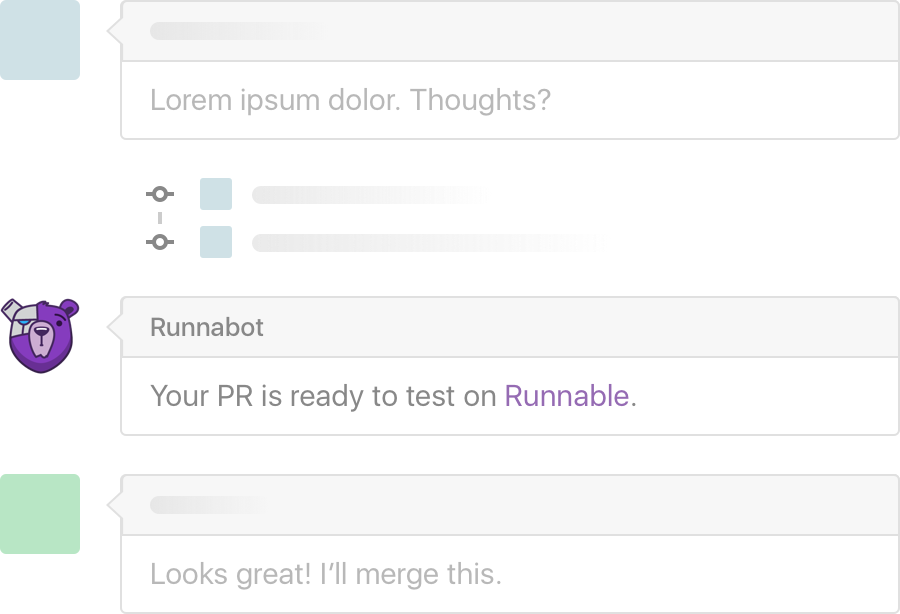 Lorem ipsum dolor. Thoughts?
Runnabot
Your PR is ready to test on Runnable.
Looks great! I’ll merge this.